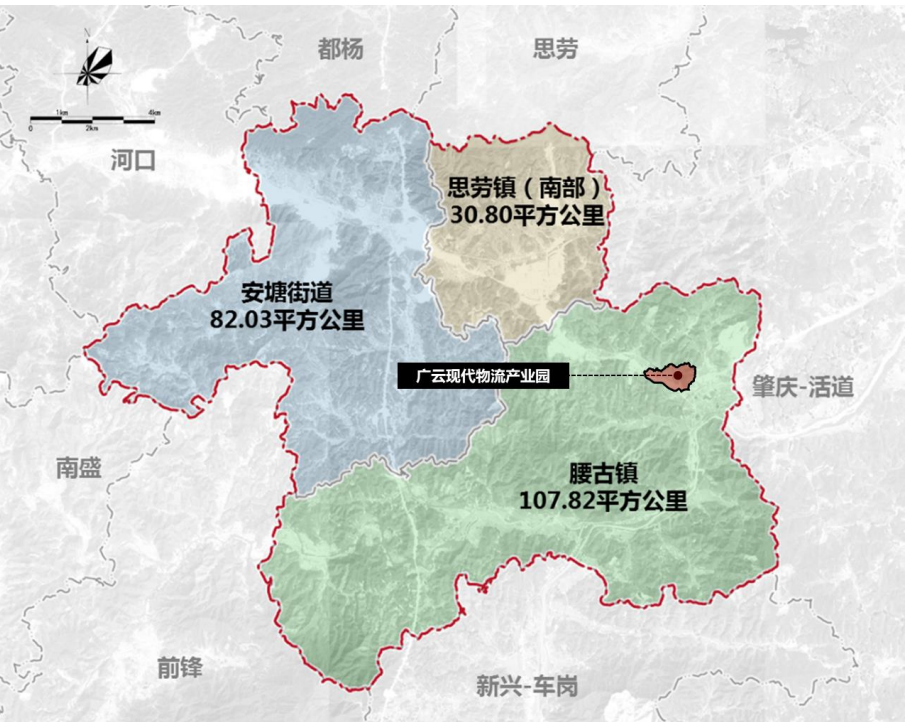 都杨
思劳
N
1km
4km
0
2km
河口
思劳镇（南部）
30.80平方公里
安塘街道
82.03平方公里
广云现代物流产业园
肇庆-活道
南盛
腰古镇
107.82平方公里
前锋
新兴-车岗